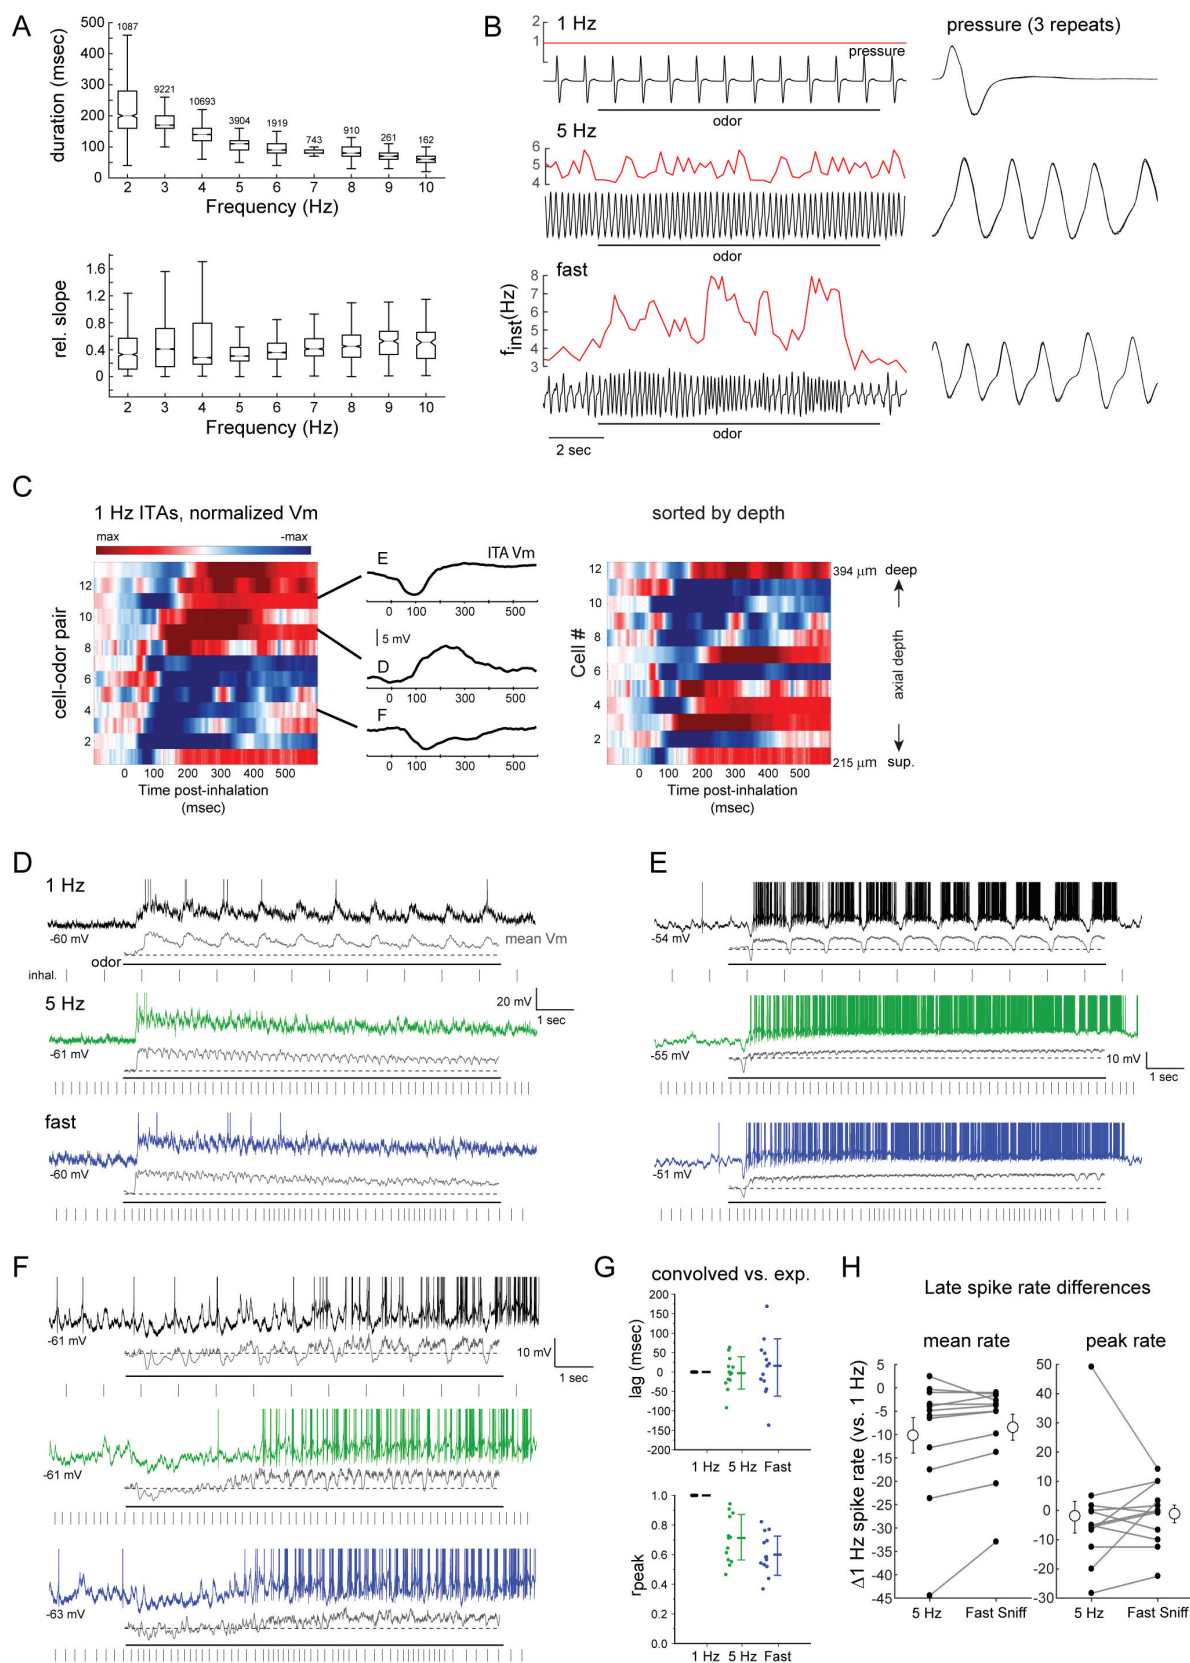 A
duration (msec)
500
400
300
200
100
0
1087
9221
10693
3904
1919
743
910
261
162
2 3 4 5 6 7 8 9 10
Frequency (Hz)
rel. slope
1.6
1.2
0.8
0.4
0
2 3 4 5 6 7 8 9 10
Frequency (Hz)
B
1 Hz
2
1
pressure
odor
pressure (3 repeats)
5 Hz
6
5
4
odor
fast
finst(Hz)
8
7
6
5
4
3
odor
2 sec
C
1 Hz ITAs, normalized Vm
max -max
cell-odor pair
12
10
8
6
4
2
0 100 200 300 400 500
Time post-inhalation
(msec)
E
ITA Vm
0 100 300 500
5 mV
D
0 100 300 500
F
0 100 300 500
sorted by depth
Cell #
12
10
8
6
4
2
0 100 200 300 400 500
Time post-inhalation
(msec)
394 µm deep
axial depth
215 µm sup.
D
1 Hz
-60 mV
mean Vm
odor
inhal.
5 Hz
20 mV
1 sec
-61 mV
fast
-60 mV
E
-54 mV
-55 mV
10 mV
1 sec
-51 mV
F
-61 mV
10 mV
1 sec
-61 mV
-63 mV
G
convolved vs. exp.
lag (msec)
200
150
100
50
0
-50
-100
-150
-200
1 Hz 5 Hz Fast
rpeak
1.0
0.8
0.6
0.4
0.2
0.0
1 Hz 5 Hz Fast
H
Late spike rate differences
mean rate
peak rate
Δ1 Hz spike rate (vs. 1 Hz)
5
0
-5
-10
-15
-20
-25
-30
-35
-40
-45
5 Hz Fast Sniff
50
40
30
20
10
0
-10
-20
-30
5 Hz Fast Sniff